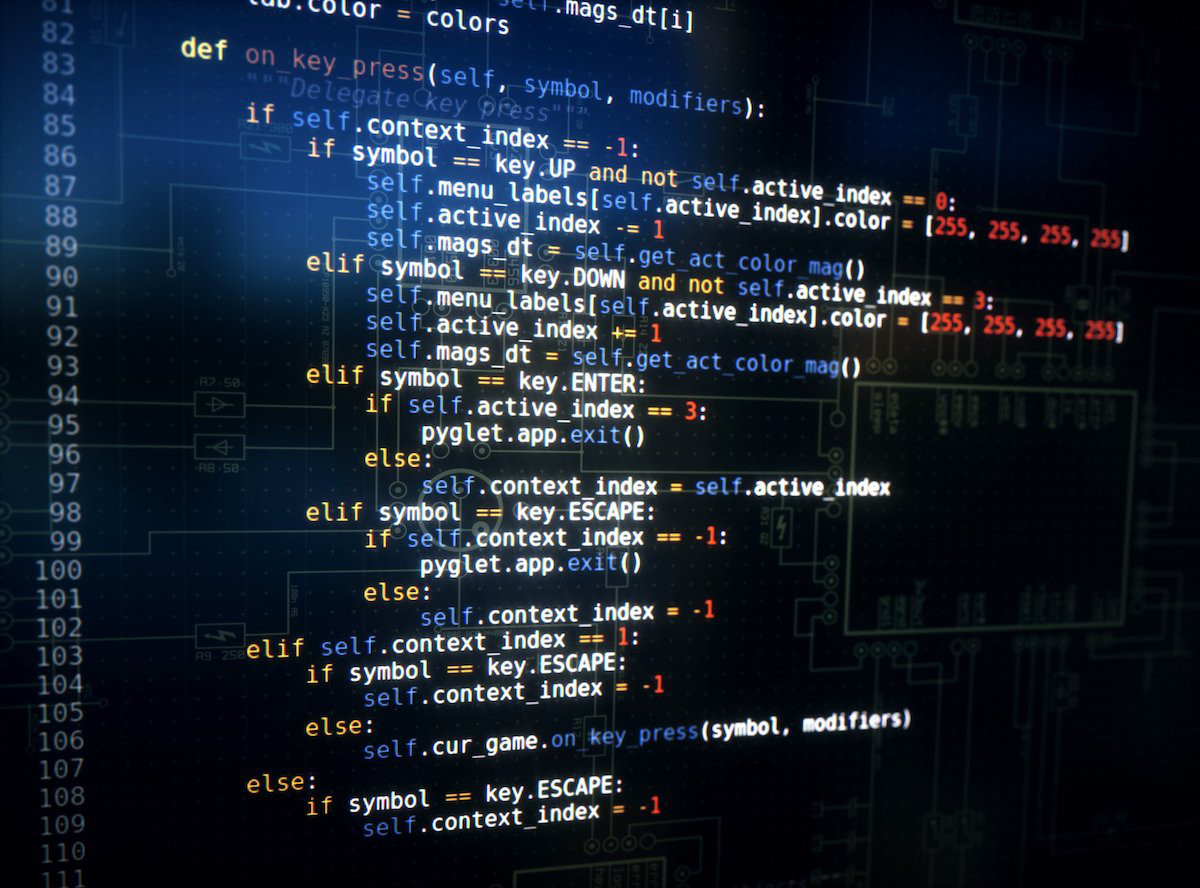 81
82
83
84
85
86
87
88
89
90
91
92
93
94
95
96
97
98
99
100
101
102
103
104
105
106
107
108
109
110
111
self.mags_dt[i]
lab.color = colors
def on_key_press(self, symbol, modifiers):
"""Delegate key press"""
if self.context_index == -1:
if symbol == key.UP and not self.active_index == 0:
self.menu_labels[self.active_index].color = [255, 255, 255, 255]
self.active_index -= 1
self.mags_dt = self.get_act_color_mag()
elif symbol == key.DOWN and not self.active_index == 3:
self.menu_labels[self.active_index].color = [255, 255, 255, 255]
self.active_index += 1
self.mags_dt = self.get_act_color_mag()
elif symbol == key.ENTER:
if self.active_index == 3:
pyglet.app.exit()
else:
self.context_index = self.active_index
elif symbol == key.ESCAPE:
if self.context_index == -1:
pyglet.app.exit()
else:
self.context_index = -1
elif self.context_index == 1:
if symbol == key.ESCAPE:
self.context_index = -1
else:
self.cur_game.on_key_press(symbol, modifiers)
else:
if symbol == key.ESCAPE:
self.context_index = -1
R7-50
R8-50
R9 250